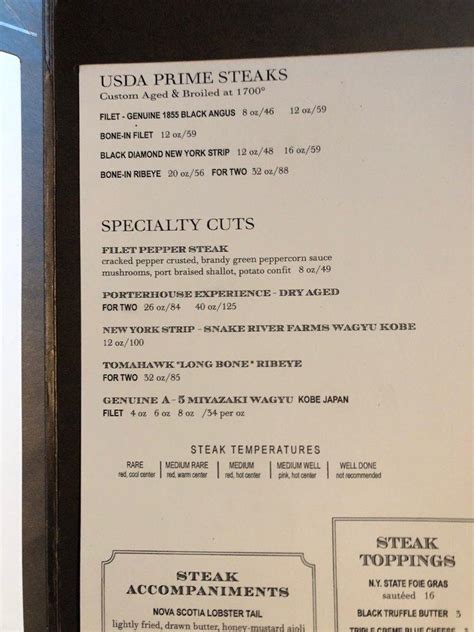 USDA PRIME STEAKS
Custom Aged & Broiled at 1700°
FILET - GENUINE 1855 BLACK ANGUS 8 oz/46 12 oz/59
BONE-IN FILET 12 oz/59
BLACK DIAMOND NEW YORK STRIP 12 oz/48 16 oz/59
BONE-IN RIBEYE 20 oz/56 FOR TWO 32 oz/88
SPECIALTY CUTS
FILET PEPPER STEAK
cracked pepper crusted, brandy green peppercorn sauce
mushrooms, port braised shallot, potato confit 8 oz/49
PORTERHOUSE EXPERIENCE - DRY AGED
FOR TWO 26 oz/84 40 oz/125
NEW YORK STRIP - SNAKE RIVER FARMS WAGYU KOBE
12 oz/100
TOMAHAWK "LONG BONE" RIBEYE
FOR TWO 32 oz/85
GENUINE A - 5 MIYAZAKI WAGYU KOBE JAPAN
FILET 4 oz 6 oz 8 oz /34 per oz
STEAK TEMPERATURES
RARE MEDIUM RARE MEDIUM MEDIUM WELL WELL DONE
red, cool center red, warm center red, hot center pink, hot center not recommended
STEAK
ACCOMPANIMENTS
NOVA SCOTIA LOBSTER TAIL
lightly fried, drawn butter, honey-mustard aioli
STEAK
TOPPINGS
N.Y. STATE FOIE GRAS
sautéed 16
BLACK TRUFFLE BUTTER 3
TRIPLE CREME BLUE CHEESE